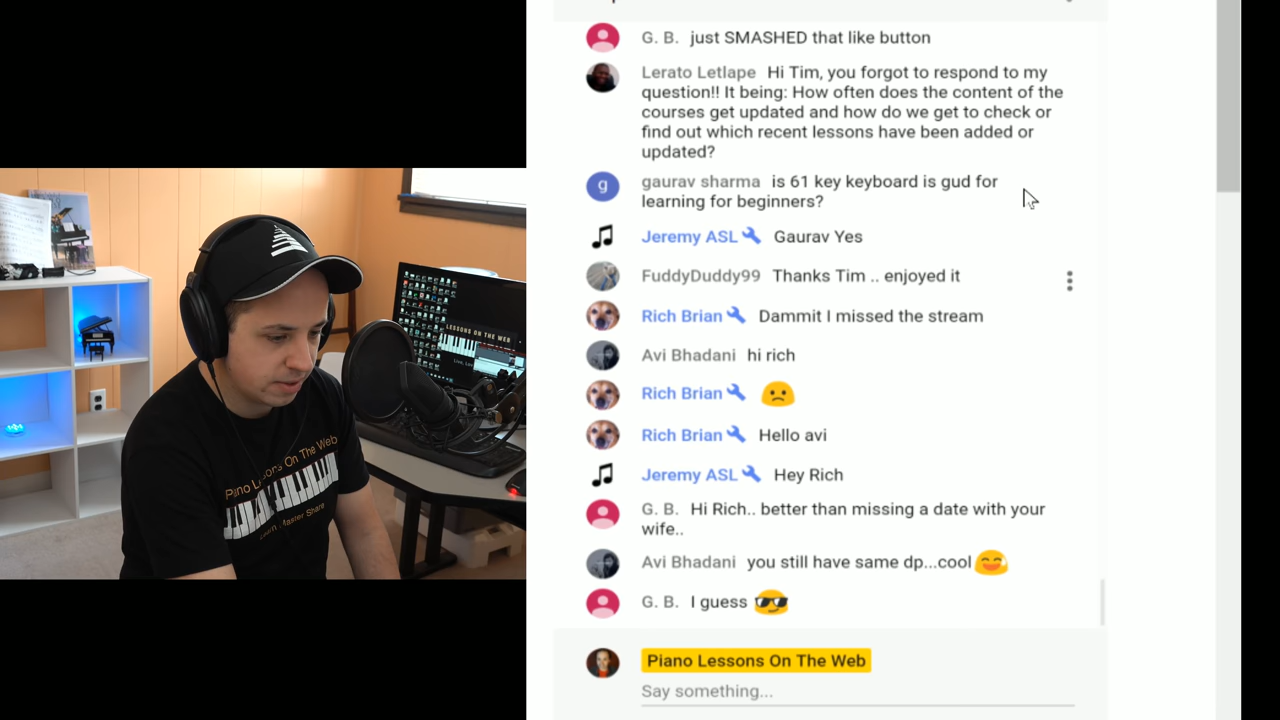 G. B. just SMASHED that like button
Lerato Letlape Hi Tim, you forgot to respond to my
question!! It being: How often does the content of the
courses get updated and how do we get to check or
find out which recent lessons have been added or
updated?
g gaurav sharma is 61 key keyboard is gud for
learning for beginners?
Jeremy ASL Gaurav Yes
FuddyDuddy99 Thanks Tim .. enjoyed it
Rich Brian Dammit I missed the stream
Avi Bhadani hi rich
Rich Brian
Rich Brian Hello avi
Jeremy ASL Hey Rich
G. B. Hi Rich.. better than missing a date with your
wife..
Avi Bhadani you still have same dp...cool
G. B. I guess
Piano Lessons On The Web
Say something...
LESSONS ON THE WEB
Piano Lessons On The Web
Learn, Master Share